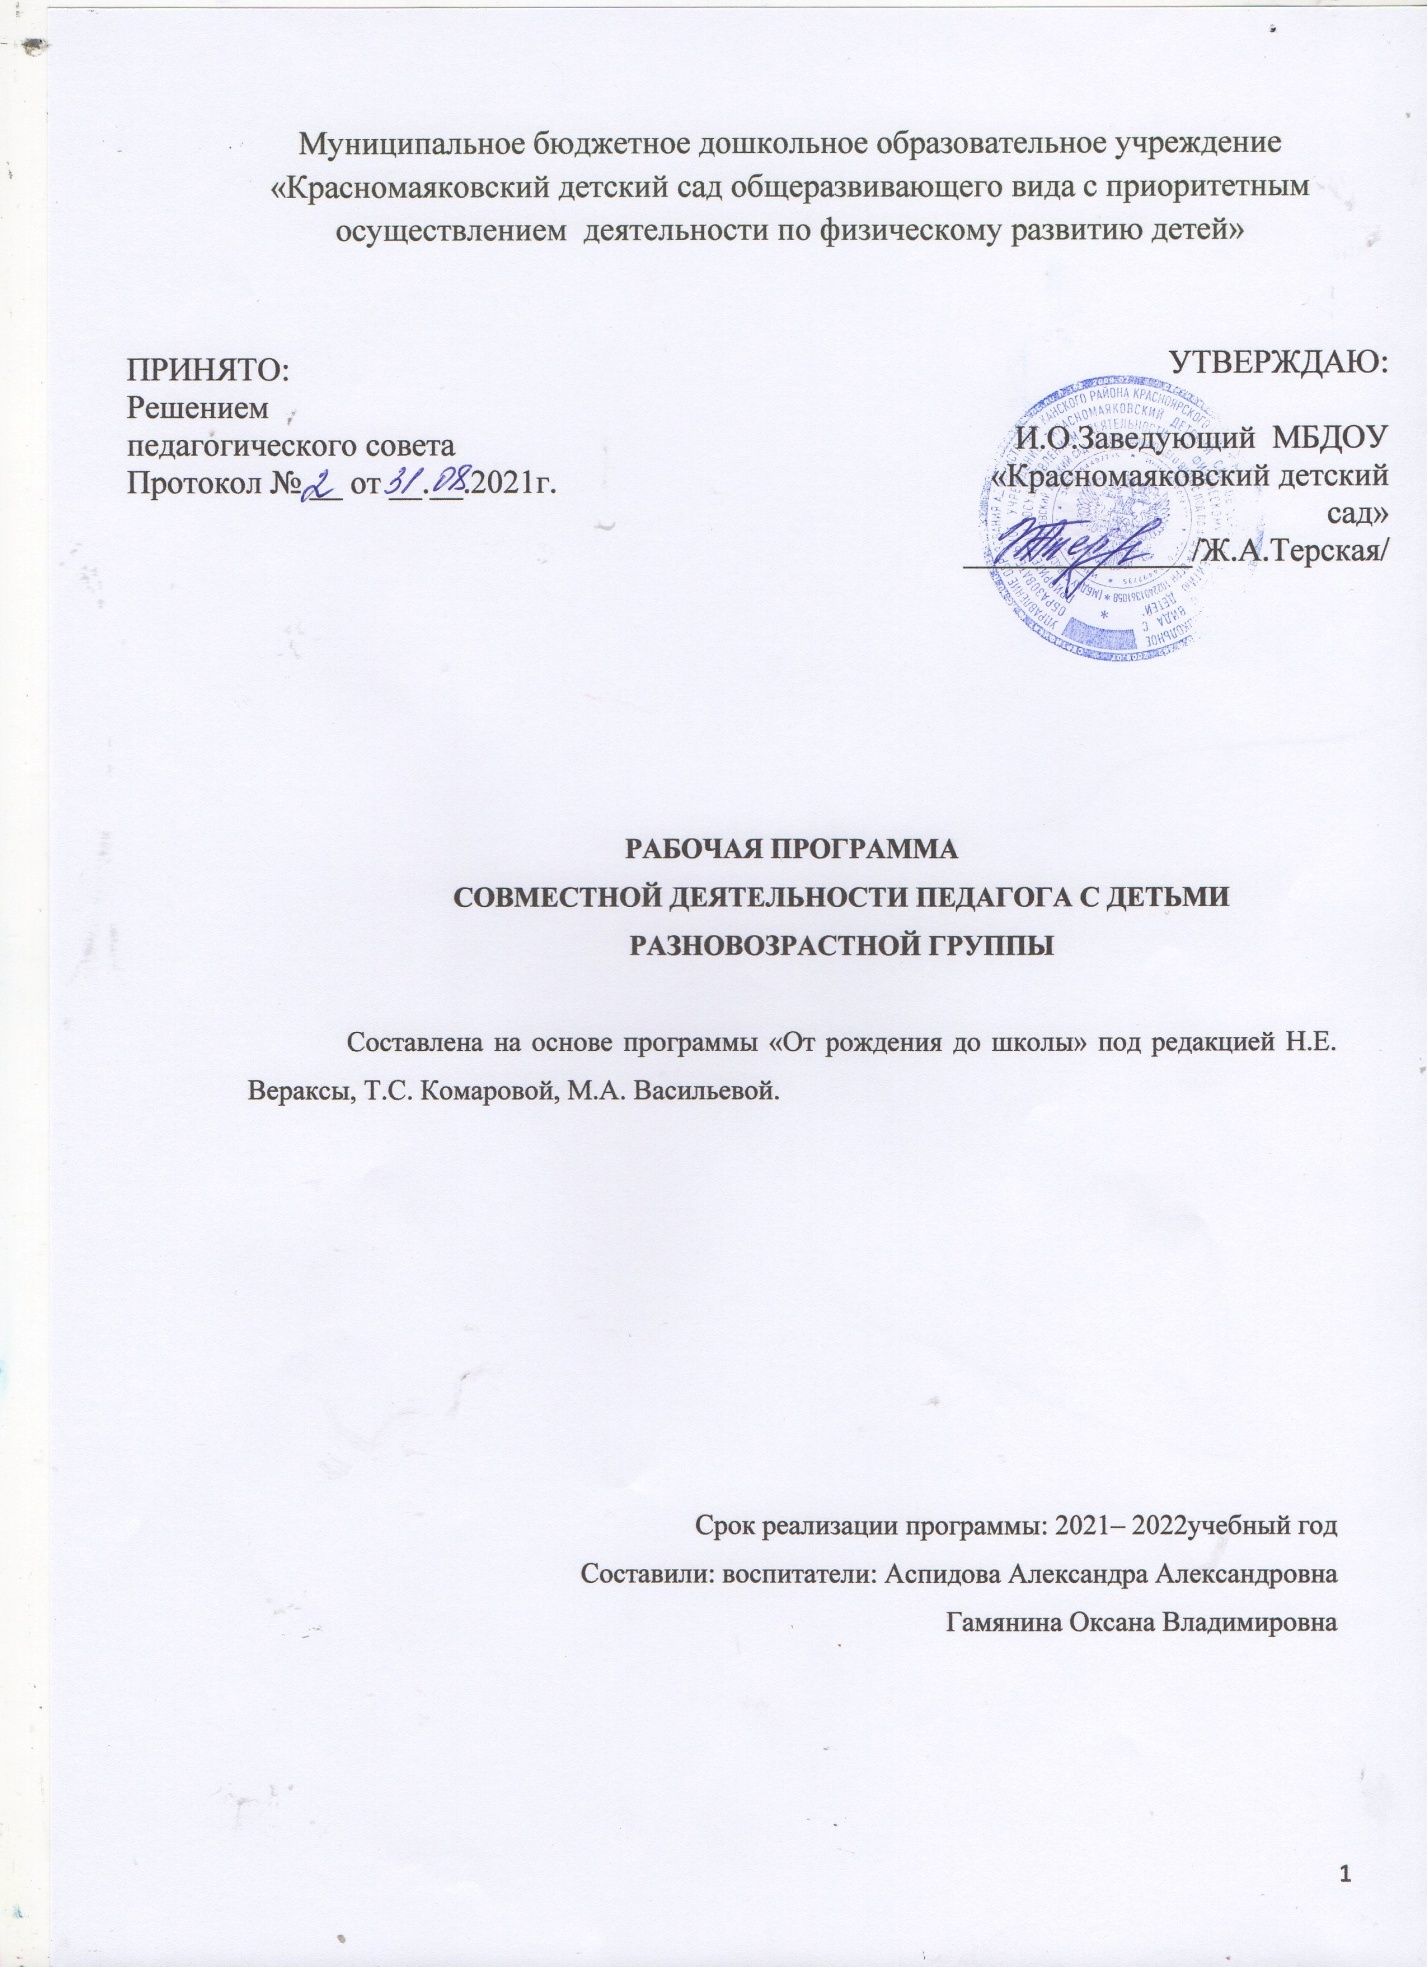 Муниципальное бюджетное дошкольное образовательное учреждение
«Красномаяковский детский сад общеразвивающего вида с приоритетным
осуществлением деятельности по физическому развитию детей»
ПРИНЯТО:
Решением
педагогического совета
Протокол № 2 от 31.08.2021г.
УТВЕРЖДАЮ:
И.О.Заведующий МБДОУ
«Красномаяковский детский
сад»
/Ж.А.Терская/
РАБОЧАЯ ПРОГРАММА
СОВМЕСТНОЙ ДЕЯТЕЛЬНОСТИ ПЕДАГОГА С ДЕТЬМИ
РАЗНОВОЗРАСТНОЙ ГРУППЫ
Составлена на основе программы «От рождения до школы» под редакцией Н.Е.
Вераксы, Т.С. Комаровой, М.А. Васильевой.
Срок реализации программы: 2021– 2022учебный год
Составили: воспитатели: Аспидова Александра Александровна
Гамянина Оксана Владимировна
1